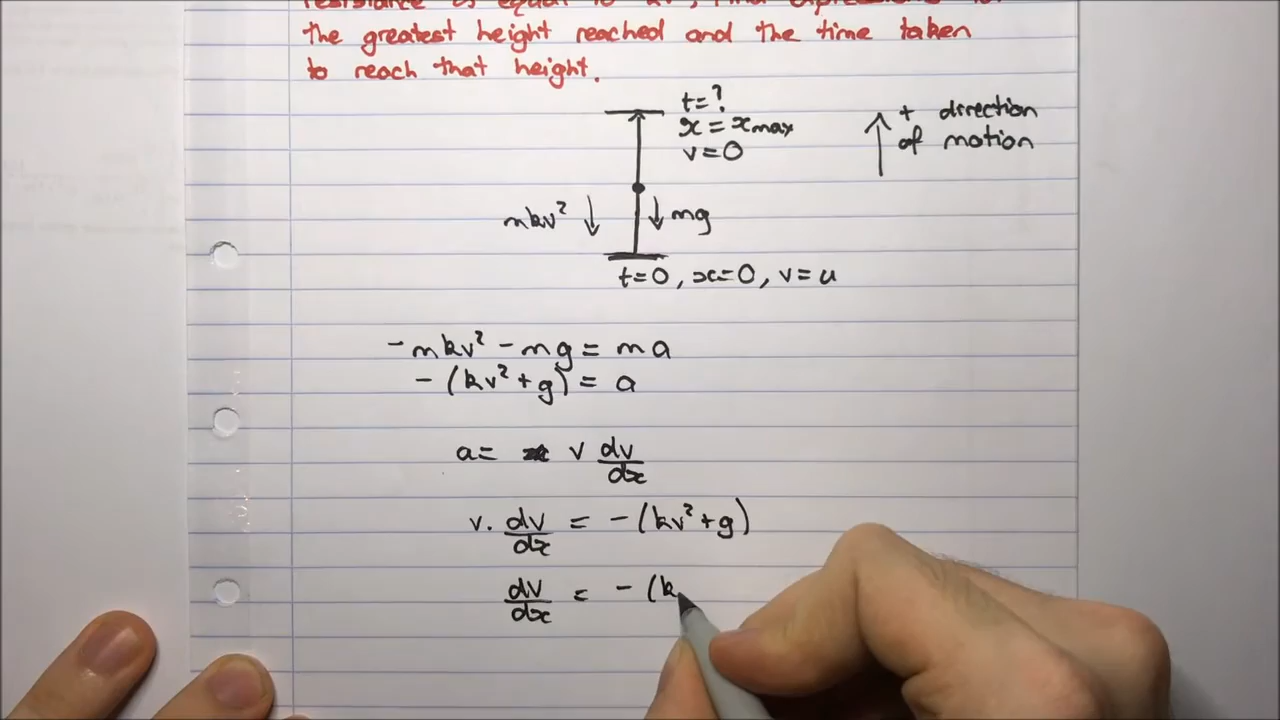 the greatest height reached and the time taken
to reach that height.
t=?
x = xmax
v=0
+ direction
of motion
mkv² ↓
↓ mg
t=0, x=0, v=u
-mkv² - mg = ma
-(kv² + g) = a
a= v dv/dx
v. dv/dx = -(kv² + g)
dv/dx = -(k